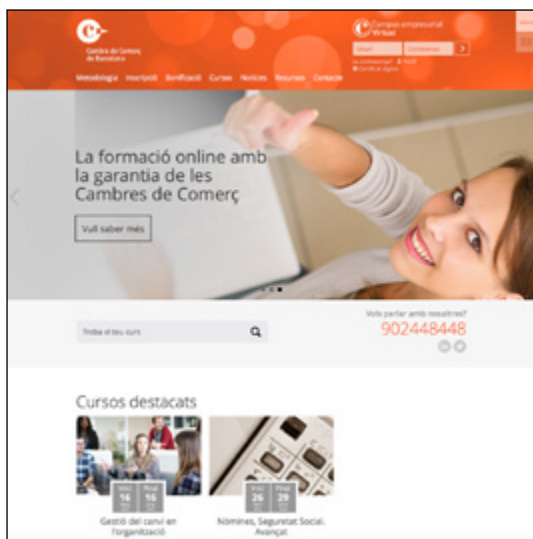 Cambra de Comerç
de Barcelona
Campus empresarial
Virtual
Metodologia Inscripció Bonificació Cursos Notícies Recursos Contacte
La formació online amb
la garantia de les
Cambres de Comerç
Vull saber més
Troba el teu curs
Vols parlar amb nosaltres?
902448448
Cursos destacats
16 16
26 29
Gestió del canvi en
l'organització
Nòmines, Seguretat Social.
Avançat